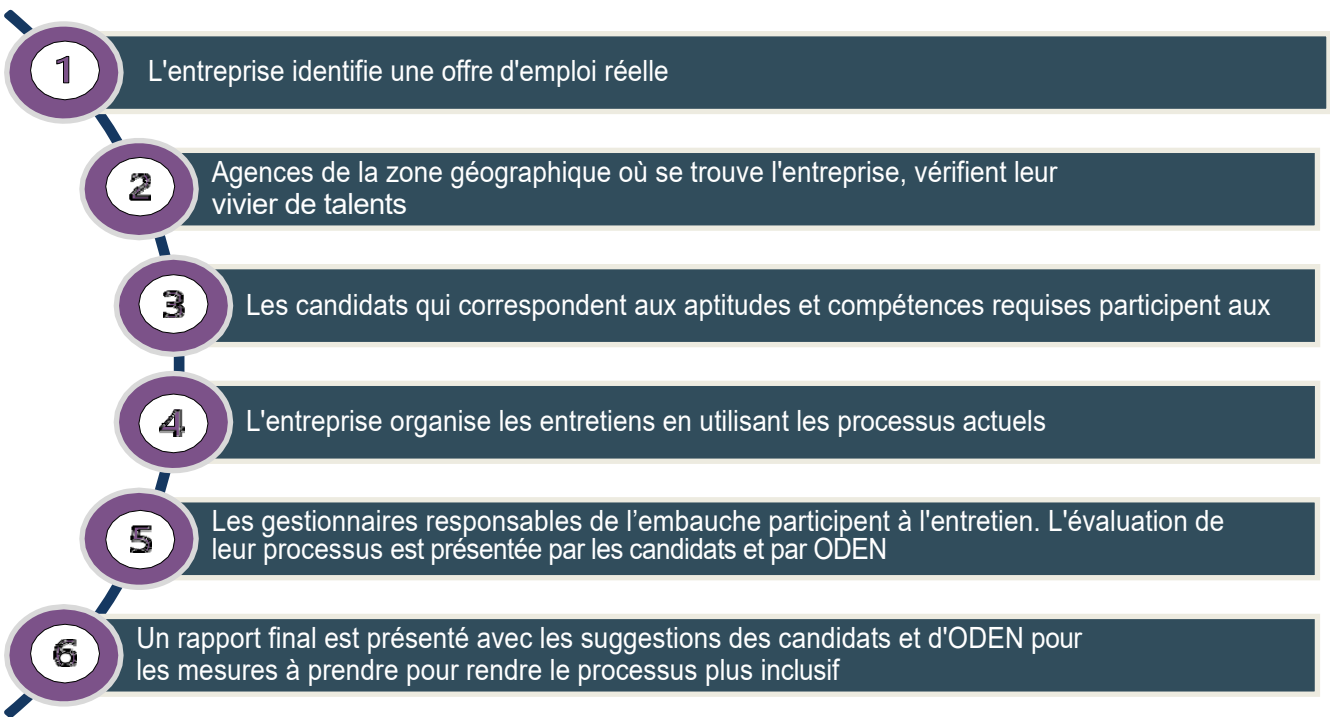 1
L'entreprise identifie une offre d'emploi réelle
2
Agences de la zone géographique où se trouve l'entreprise, vérifient leur
vivier de talents
3
Les candidats qui correspondent aux aptitudes et compétences requises participent aux
4
L'entreprise organise les entretiens en utilisant les processus actuels
5
Les gestionnaires responsables de l’embauche participent à l'entretien. L'évaluation de
leur processus est présentée par les candidats et par ODEN
6
Un rapport final est présenté avec les suggestions des candidats et d'ODEN pour
les mesures à prendre pour rendre le processus plus inclusif